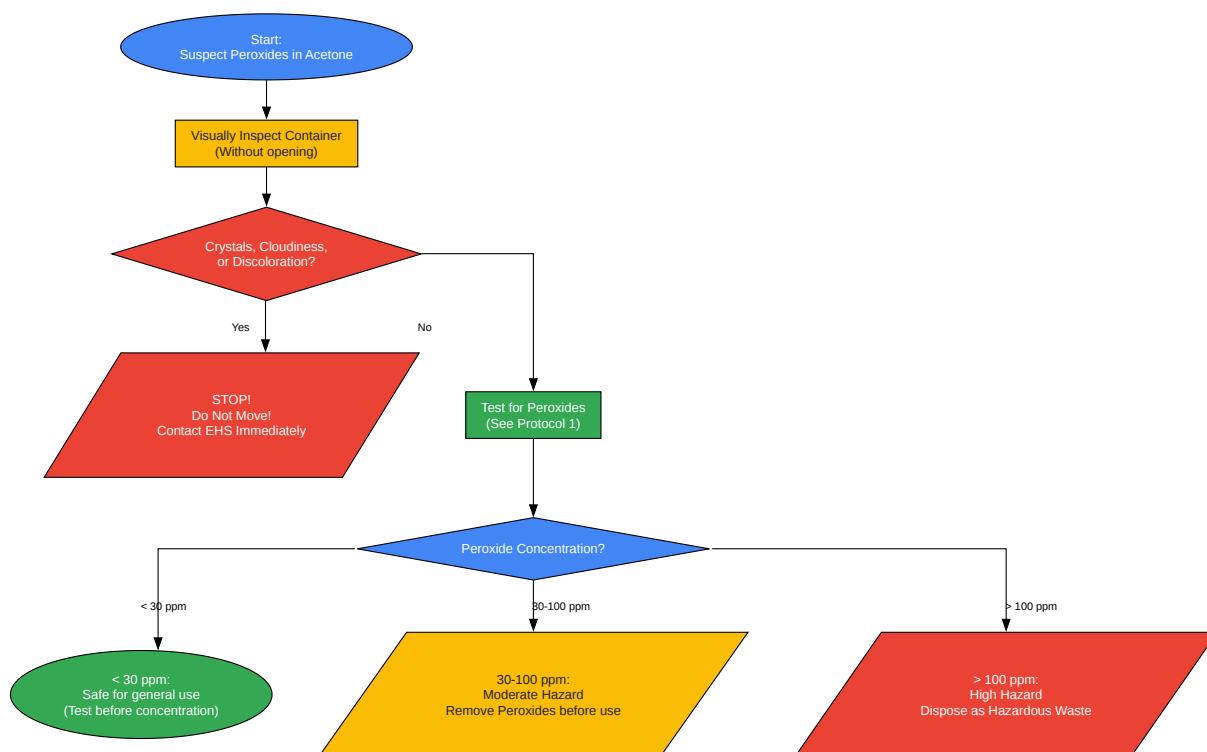 Start:
Suspect Peroxides in Acetone
Visually Inspect Container
(Without opening)
Crystals, Cloudiness,
or Discoloration?
Yes
No
STOP!
Do Not Move!
Contact EHS Immediately
Test for Peroxides
(See Protocol 1)
Peroxide Concentration?
< 30 ppm
30-100 ppm
> 100 ppm
< 30 ppm:
Safe for general use
(Test before concentration)
30-100 ppm:
Moderate Hazard
Remove Peroxides before use
> 100 ppm:
High Hazard
Dispose as Hazardous Waste